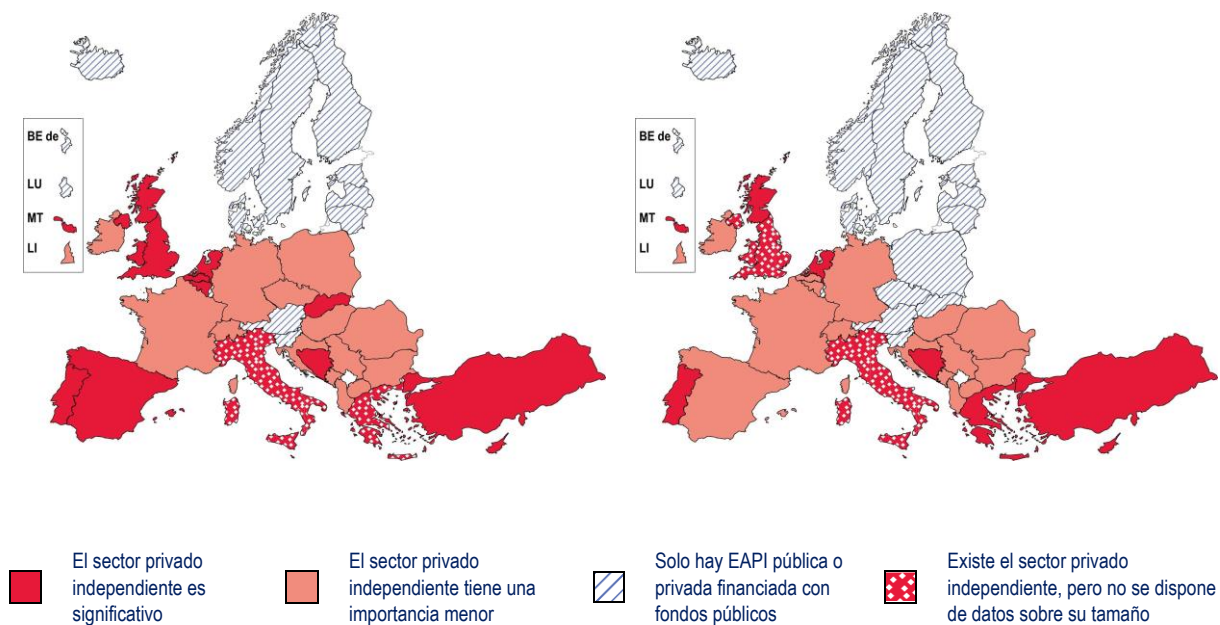 BE de
LU
MT
LI
BE de
LU
MT
LI
El sector privado
independiente es
significativo
El sector privado
independiente tiene una
importancia menor
Solo hay EAPI pública o
privada financiada con
fondos públicos
Existe el sector privado
independiente, pero no se dispone
de datos sobre su tamaño